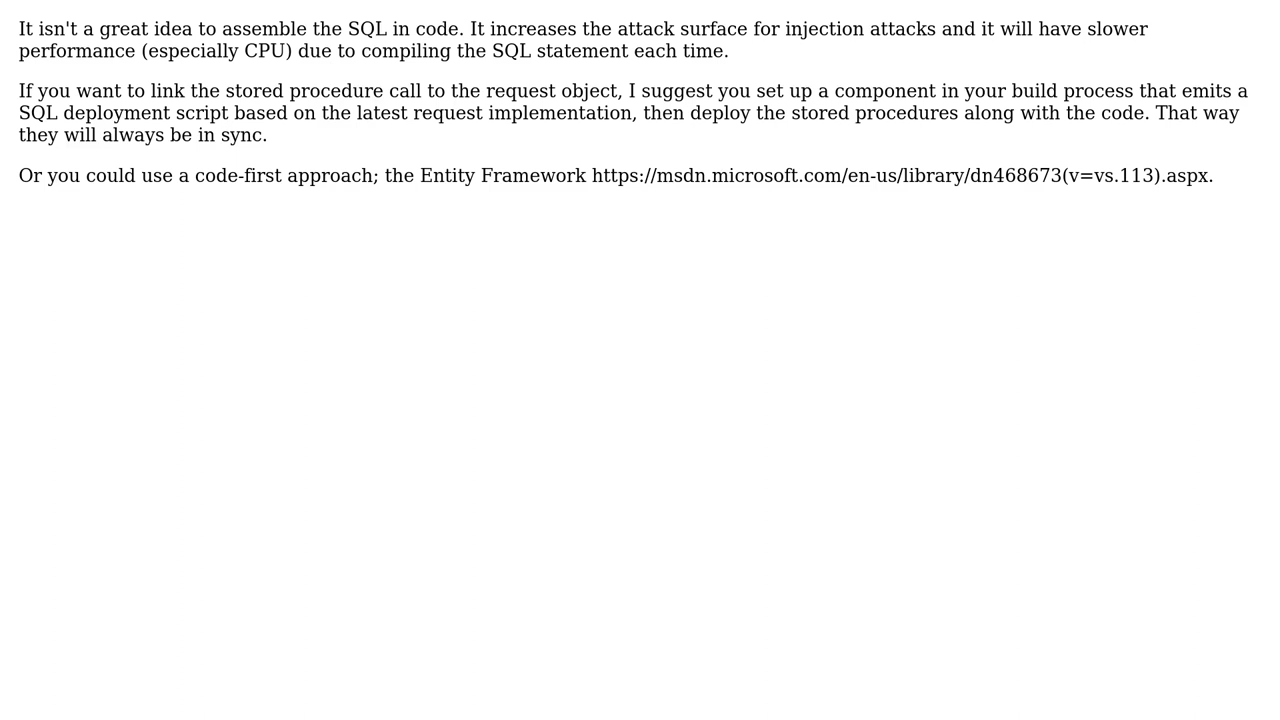 It isn't a great idea to assemble the SQL in code. It increases the attack surface for injection attacks and it will have slower
performance (especially CPU) due to compiling the SQL statement each time.
If you want to link the stored procedure call to the request object, I suggest you set up a component in your build process that emits a
SQL deployment script based on the latest request implementation, then deploy the stored procedures along with the code. That way
they will always be in sync.
Or you could use a code-first approach; the Entity Framework https://msdn.microsoft.com/en-us/library/dn468673(v=vs.113).aspx.